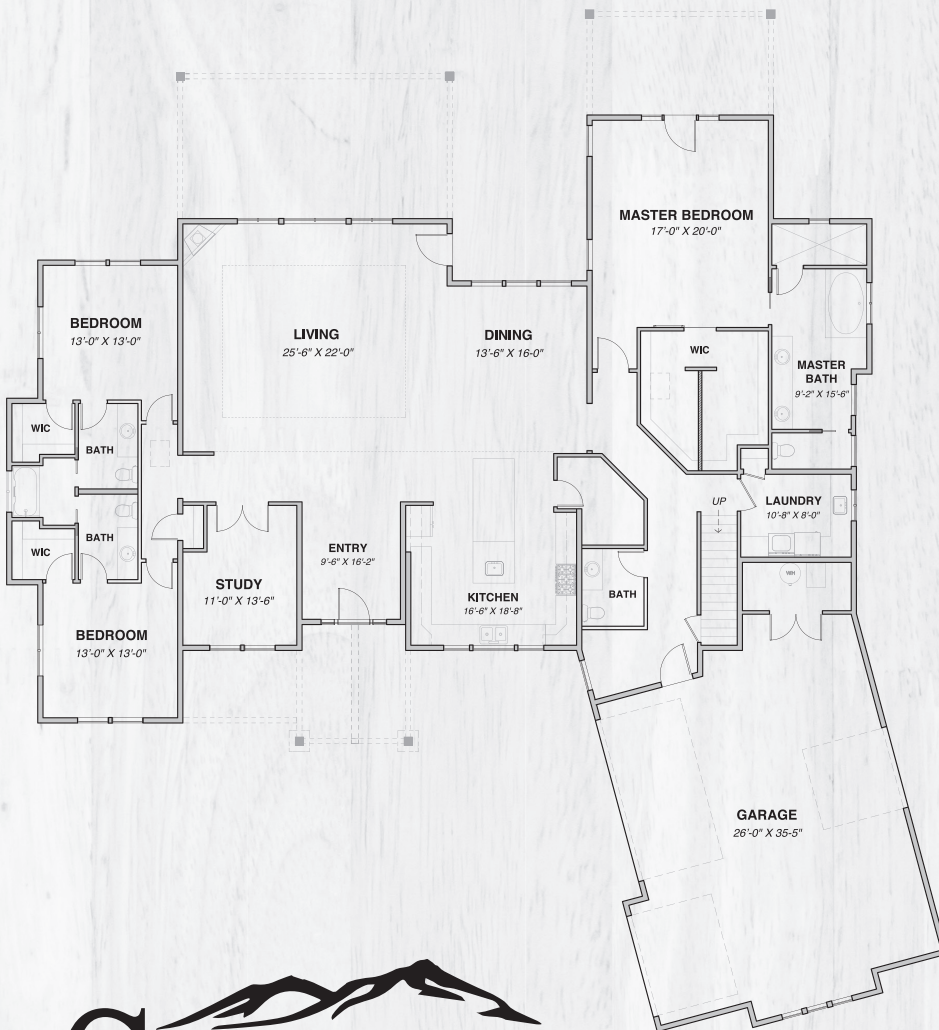 MASTER BEDROOM
17'-0" X 20'-0"
BEDROOM
13'-0" X 13'-0"
LIVING
25'-6" X 22'-0"
DINING
13'-6" X 16-0"
WIC
MASTER
BATH
9'-2" X 15'-6"
WIC
BATH
UP
LAUNDRY
10'-8" X 8'-0"
WIC
BATH
ENTRY
9'-6" X 16'-2"
STUDY
11'-0" X 13'-6"
KITCHEN
16'-6" X 18'-8"
BATH
WH
BEDROOM
13'-0" X 13'-0"
GARAGE
26'-0" X 35-5"